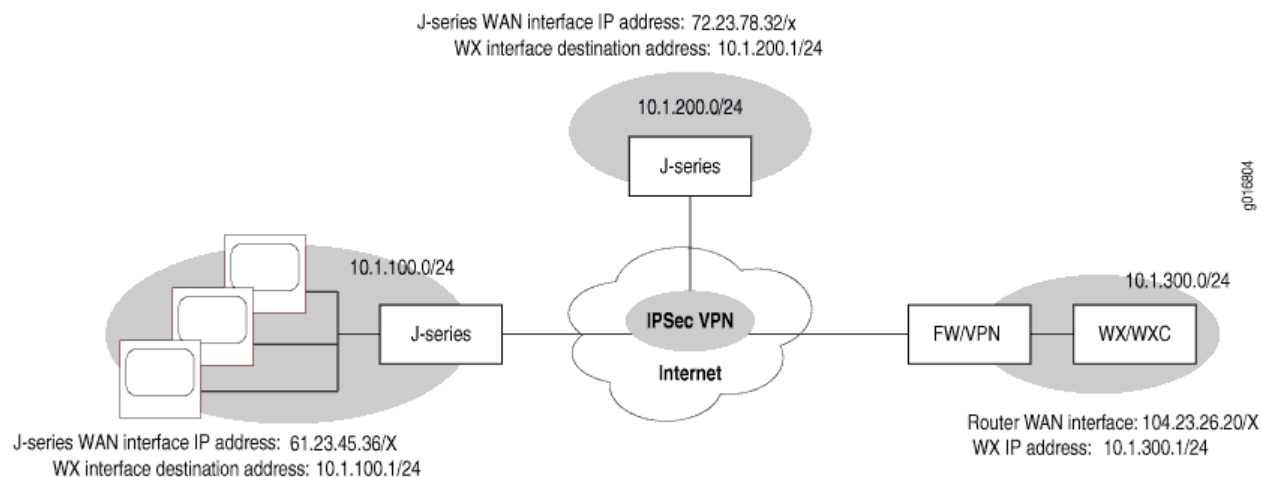 J-series WAN interface IP address: 72.23.78.32/x
WX interface destination address: 10.1.200.1/24
10.1.200.0/24
J-series
g016804
10.1.100.0/24
J-series
IPSec VPN
Internet
10.1.300.0/24
FW/VPN
WX/WXC
Router WAN interface: 104.23.26.20/X
WX IP address: 10.1.300.1/24
J-series WAN interface IP address: 61.23.45.36/X
WX interface destination address: 10.1.100.1/24